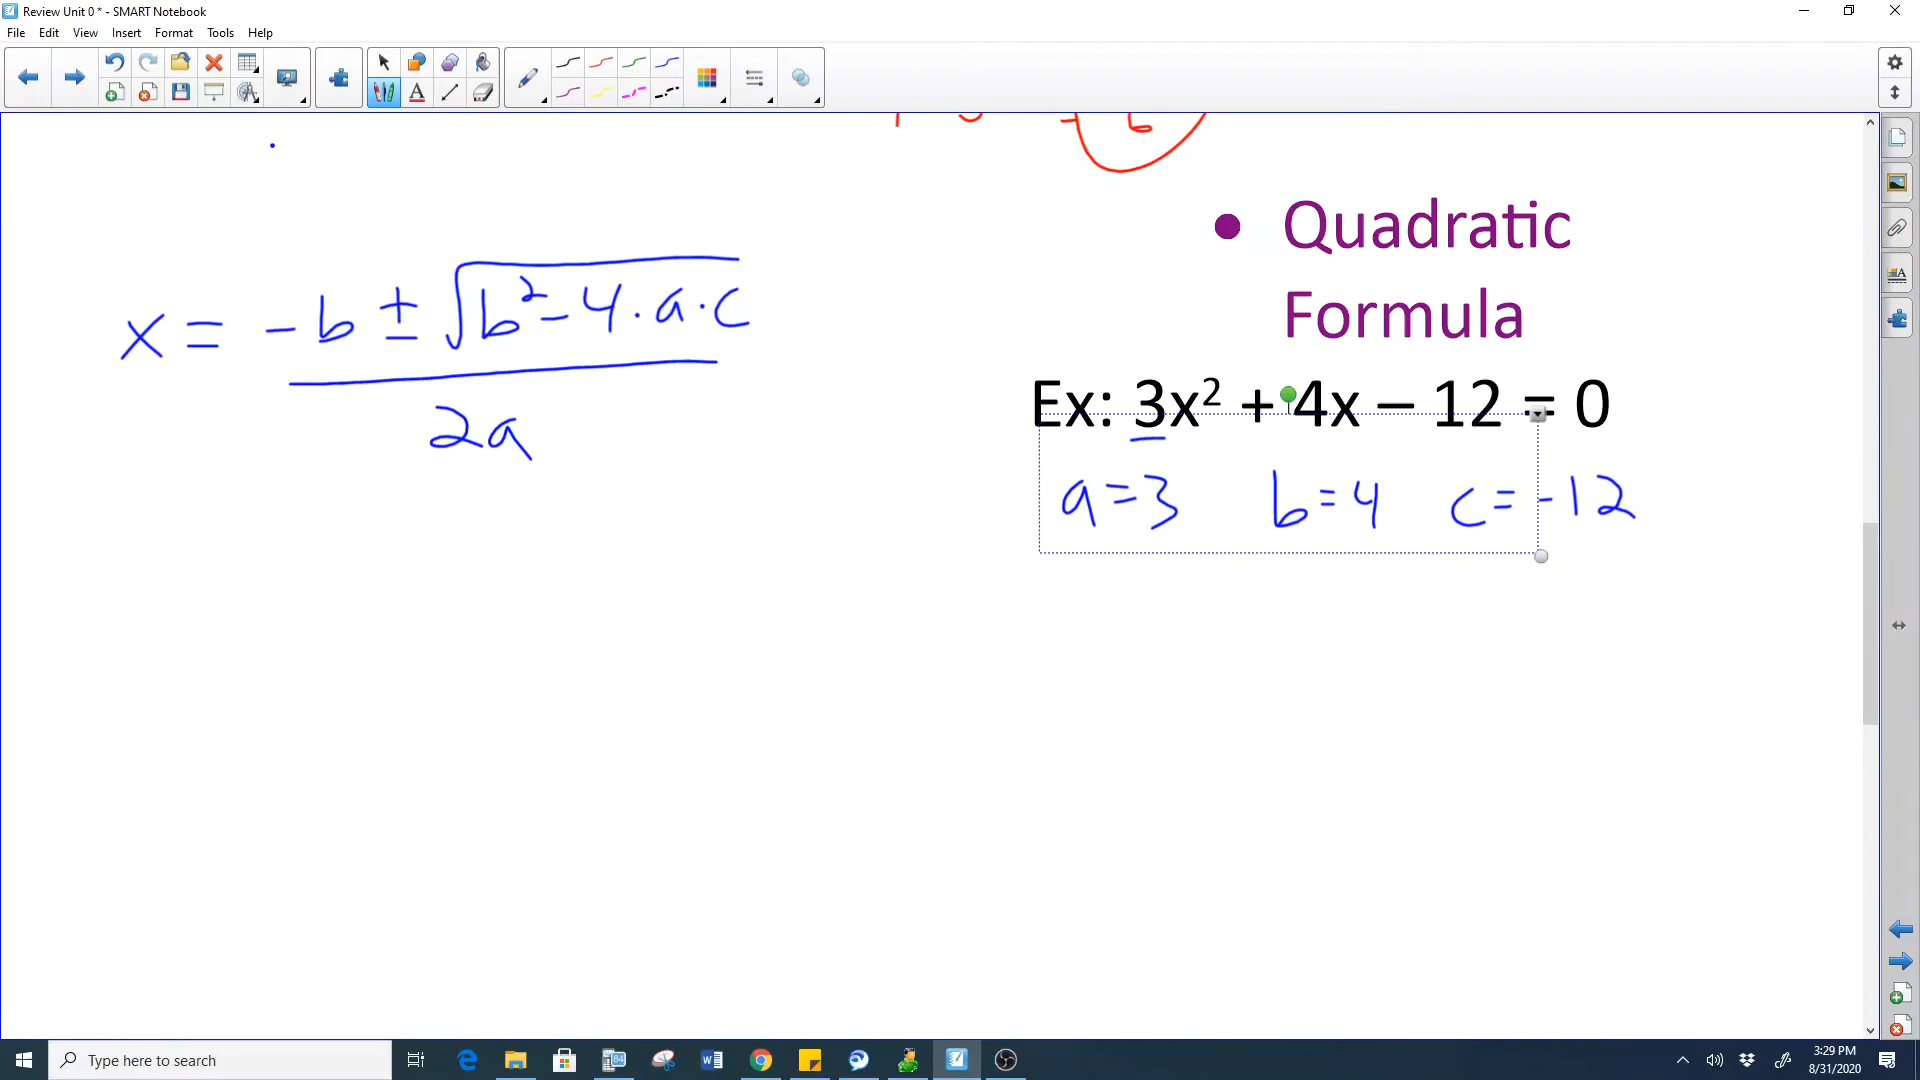 Review Unit 0 * - SMART Notebook
File Edit View Insert Format Tools Help
• Quadratic
Formula
x = -b ± √b² - 4 · a · c
2a
Ex: 3x² + 4x – 12 = 0
a = 3 b = 4 c = -12
Type here to search
3:29 PM
8/31/2020